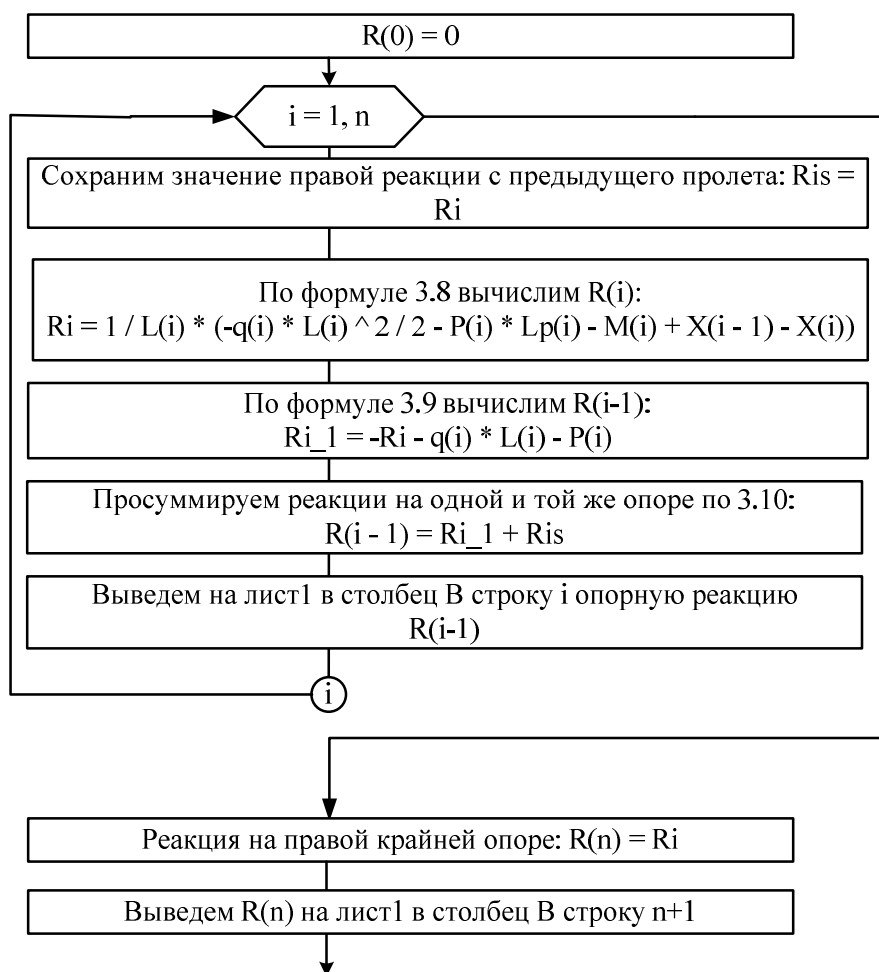 R(0) = 0
i = 1, n
Сохраним значение правой реакции с предыдущего пролета: Ris =
Ri
По формуле 3.8 вычислим R(i):
Ri = 1 / L(i) * (-q(i) * L(i) ^ 2 / 2 - P(i) * Lp(i) - M(i) + X(i - 1) - X(i))
По формуле 3.9 вычислим R(i-1):
Ri_1 = -Ri - q(i) * L(i) - P(i)
Просуммируем реакции на одной и той же опоре по 3.10:
R(i - 1) = Ri_1 + Ris
Выведем на лист1 в столбец В строку i опорную реакцию
R(i-1)
i
Реакция на правой крайней опоре: R(n) = Ri
Выведем R(n) на лист1 в столбец В строку n+1